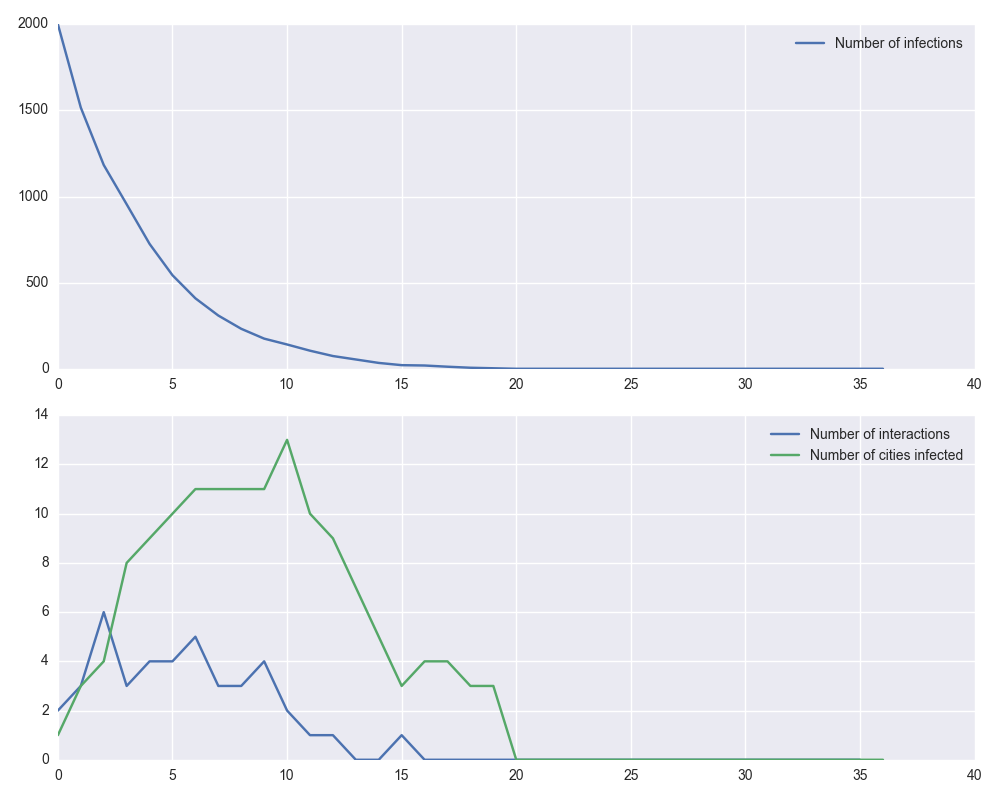 2000
Number of infections
1500
1000
500
0
0 5 10 15 20 25 30 35 40
14
Number of interactions
12
Number of cities infected
10
8
6
4
2
0
0 5 10 15 20 25 30 35 40